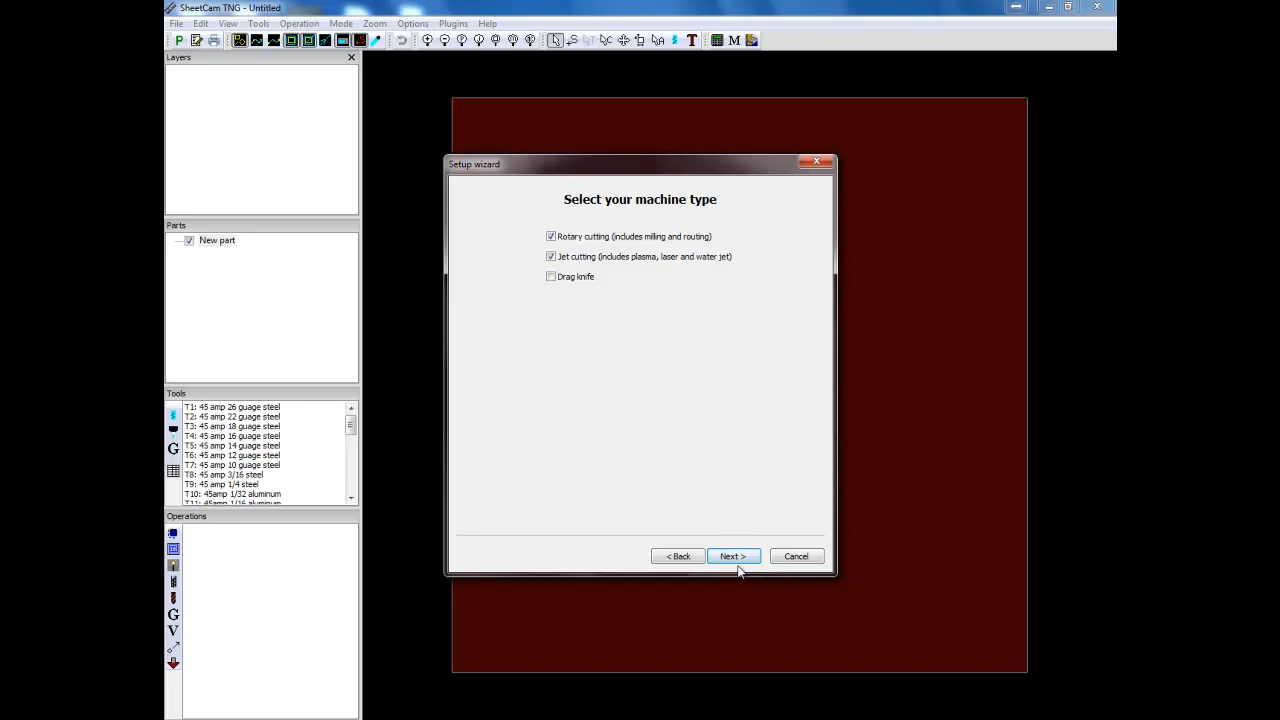 SheetCam TNG - Untitled
File Edit View Tools Operation Mode Zoom Options Plugins Help
Layers
Parts
New part
Tools
T1: 45 amp 26 guage steel
T2: 45 amp 22 guage steel
T3: 45 amp 18 guage steel
T4: 45 amp 16 guage steel
T5: 45 amp 14 guage steel
T6: 45 amp 12 guage steel
T7: 45 amp 10 guage steel
T8: 45 amp 3/16 steel
T9: 45 amp 1/4 steel
T10: 45amp 1/32 aluminum
T11: 45amp 1/16 aluminum
Operations
Setup wizard
Select your machine type
Rotary cutting (includes milling and routing)
Jet cutting (includes plasma, laser and water jet)
Drag knife
< Back
Next >
Cancel